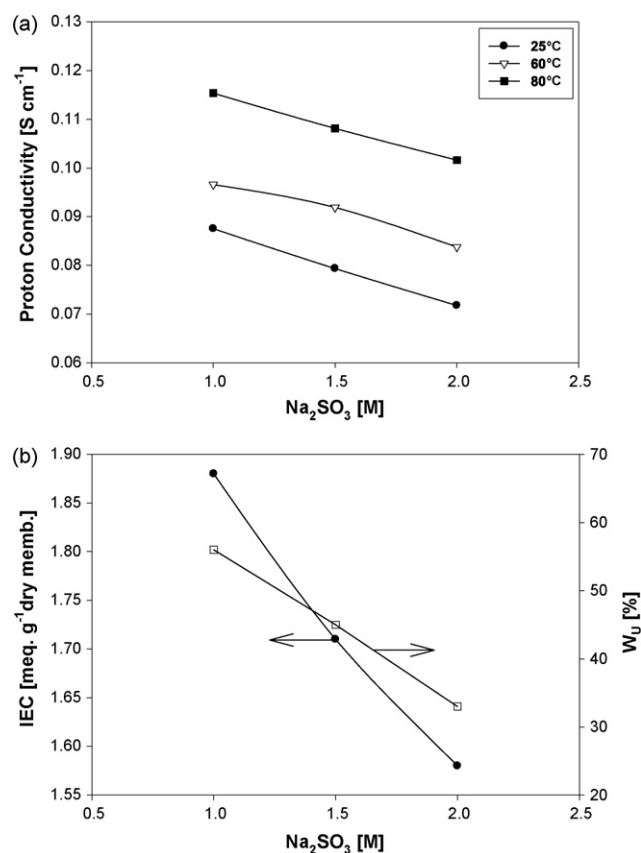 (a)
0.13
0.12
0.11
0.10
0.09
0.08
0.07
0.06
Proton Conductivity [S cm⁻¹]
25°C
60°C
80°C
0.5 1.0 1.5 2.0 2.5
Na₂SO₃ [M]
(b)
1.90
1.85
1.80
1.75
1.70
1.65
1.60
1.55
IEC [meq. g⁻¹dry memb.]
70
60
50
40
30
20
W_U [%]
0.5 1.0 1.5 2.0 2.5
Na₂SO₃ [M]